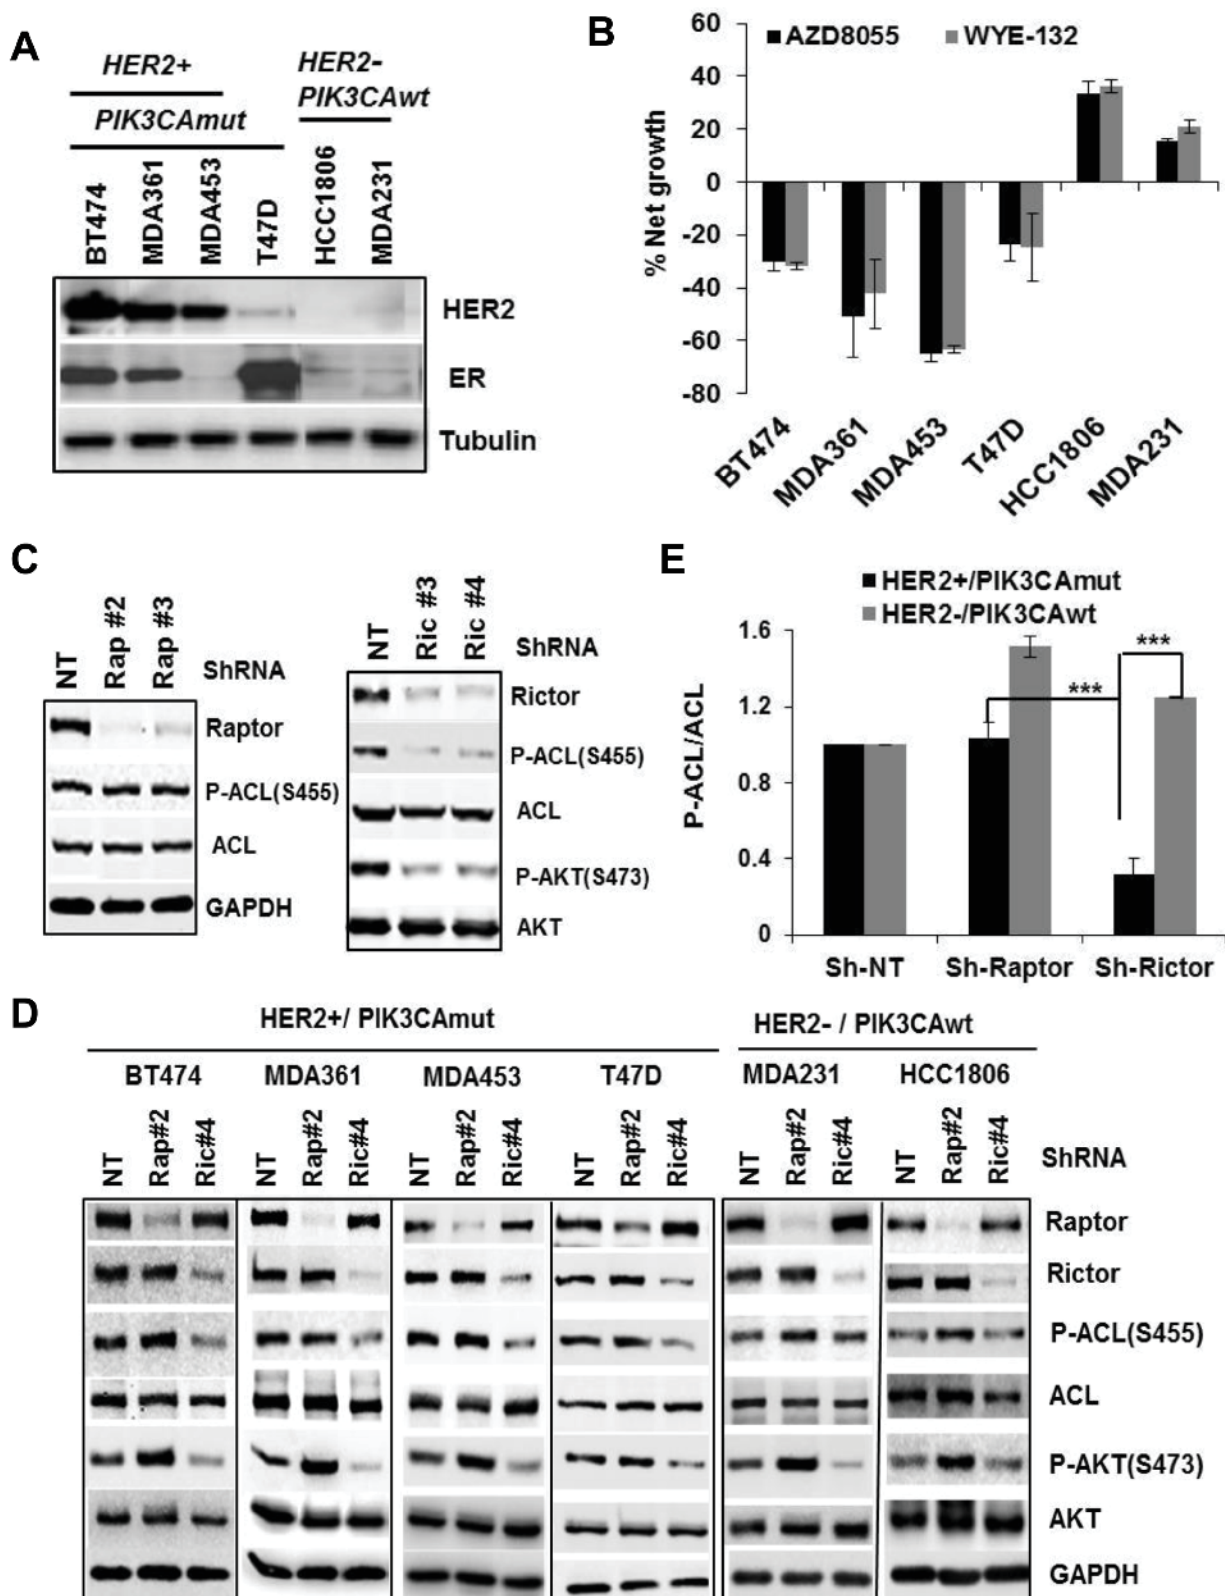 A
HER2+
HER2-
PIK3CAwt
PIK3CAmut
BT474
MDA361
MDA453
T47D
HCC1806
MDA231
HER2
ER
Tubulin
B
AZD8055
WYE-132
% Net growth
60
40
20
0
-20
-40
-60
-80
BT474
MDA361
MDA453
T47D
HCC1806
MDA231
C
NT
Rap #2
Rap #3
ShRNA
Raptor
P-ACL(S455)
ACL
GAPDH
NT
Ric #3
Ric #4
ShRNA
Rictor
P-ACL(S455)
ACL
P-AKT(S473)
AKT
E
HER2+/PIK3CAmut
HER2-/PIK3CAwt
P-ACL/ACL
1.6
1.2
0.8
0.4
0
***
***
Sh-NT
Sh-Raptor
Sh-Rictor
D
HER2+/ PIK3CAmut
HER2- / PIK3CAwt
BT474
MDA361
MDA453
T47D
MDA231
HCC1806
NT
Rap#2
Ric#4
NT
Rap#2
Ric#4
NT
Rap#2
Ric#4
NT
Rap#2
Ric#4
NT
Rap#2
Ric#4
NT
Rap#2
Ric#4
ShRNA
Raptor
Rictor
P-ACL(S455)
ACL
P-AKT(S473)
AKT
GAPDH